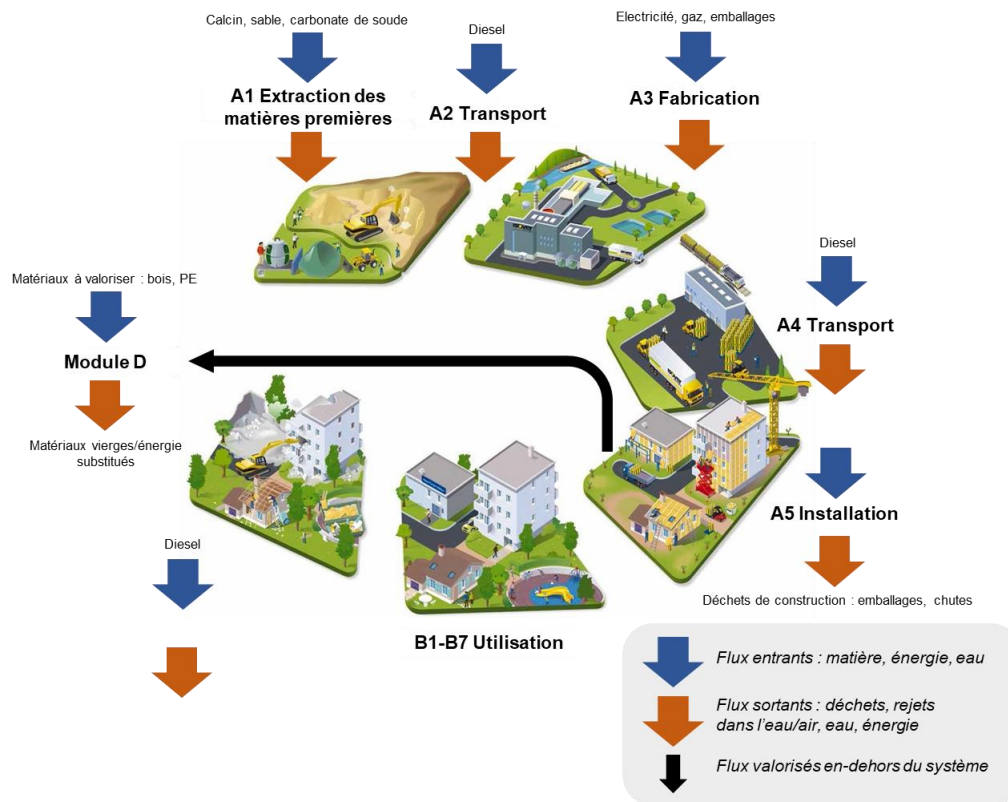 Calcin, sable, carbonate de soude
Diesel
Electricité, gaz, emballages
A1 Extraction des
matières premières
A2 Transport
A3 Fabrication
Matériaux à valoriser : bois, PE
Diesel
Module D
A4 Transport
Matériaux vierges/énergie
substitués
A5 Installation
Diesel
Déchets de construction : emballages, chutes
B1-B7 Utilisation
Flux entrants : matière, énergie, eau
Flux sortants : déchets, rejets
dans l'eau/air, eau, énergie
Flux valorisés en-dehors du système